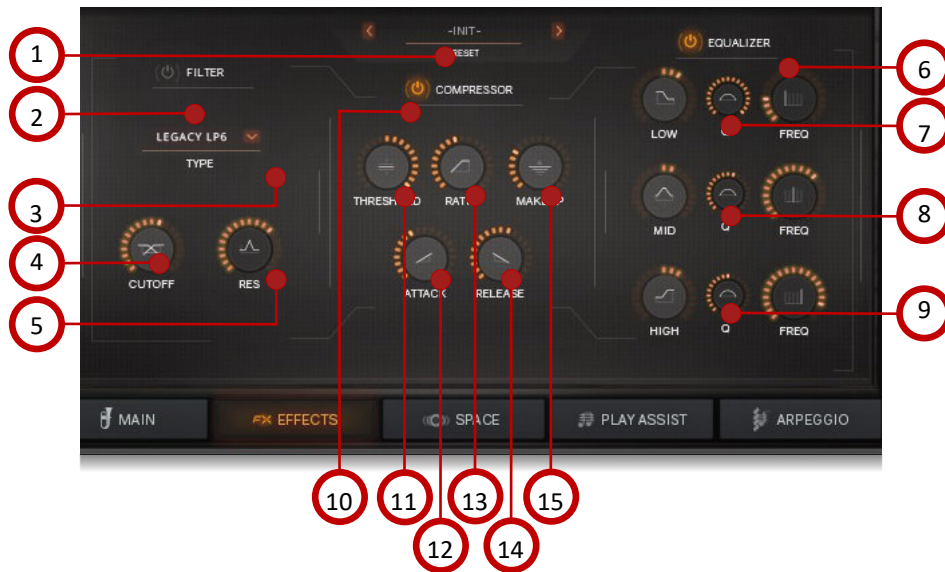 -INIT-
RESET
1
FILTER
EQUALIZER
6
COMPRESSOR
2
LEGACY LP6
TYPE
LOW
FREQ
7
THRESHOLD
MAKEUP
3
MID
Q
FREQ
8
4
CUTOFF
RES
ATTACK
RELEASE
5
HIGH
Q
FREQ
9
MAIN
FX EFFECTS
SPACE
PLAY ASSIST
ARPEGGIO
10
11
13
15
12
14